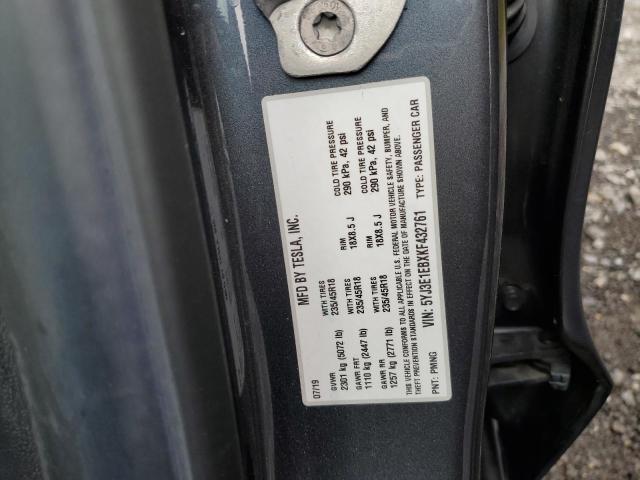 07/19 MFD BY TESLA, INC.
GVWR WITH TIRES RIM COLD TIRE PRESSURE
2301 kg (5072 lb) 235/45R18 18X8.5 J 290 kPa, 42 psi
GAWR FRT WITH TIRES RIM COLD TIRE PRESSURE
1110 kg (2447 lb) 235/45R18 18X8.5 J 290 kPa, 42 psi
GAWR RR
1257 kg (2771 lb)
THIS VEHICLE CONFORMS TO ALL APPLICABLE U.S. FEDERAL MOTOR VEHICLE SAFETY, BUMPER, AND
THEFT PREVENTION STANDARDS IN EFFECT ON THE DATE OF MANUFACTURE SHOWN ABOVE.
VIN: 5YJ3E1EBXKF432761 TYPE: PASSENGER CAR
PNT: PMNG